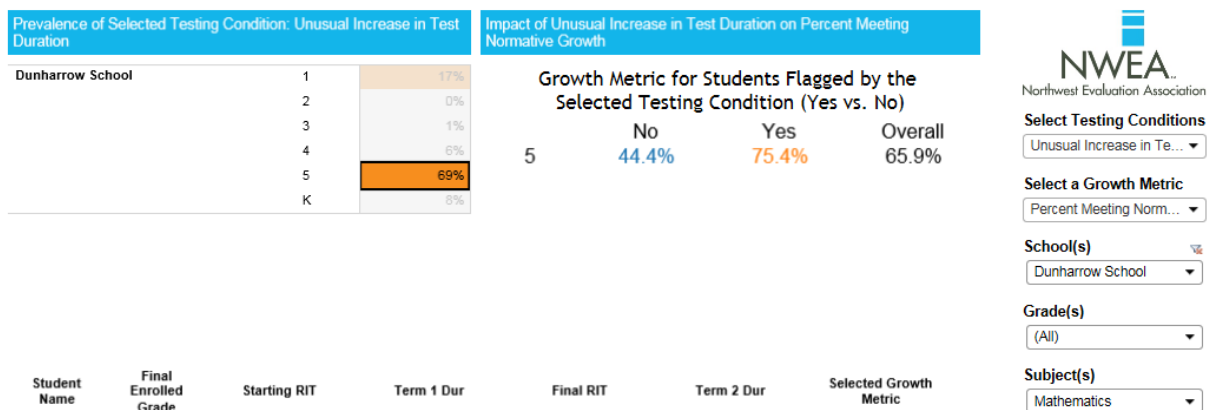 Prevalence of Selected Testing Condition: Unusual Increase in Test
Duration
Impact of Unusual Increase in Test Duration on Percent Meeting
Normative Growth
Dunharrow School
1 17%
2 0%
3 1%
4 6%
5 69%
K 8%
Growth Metric for Students Flagged by the
Selected Testing Condition (Yes vs. No)
No Yes Overall
5 44.4% 75.4% 65.9%
NWEA
Northwest Evaluation Association
Select Testing Conditions
Unusual Increase in Te...
Select a Growth Metric
Percent Meeting Norm...
School(s)
Dunharrow School
Grade(s)
(All)
Subject(s)
Mathematics
Student
Name
Final
Enrolled
Grade
Starting RIT
Term 1 Dur
Final RIT
Term 2 Dur
Selected Growth
Metric